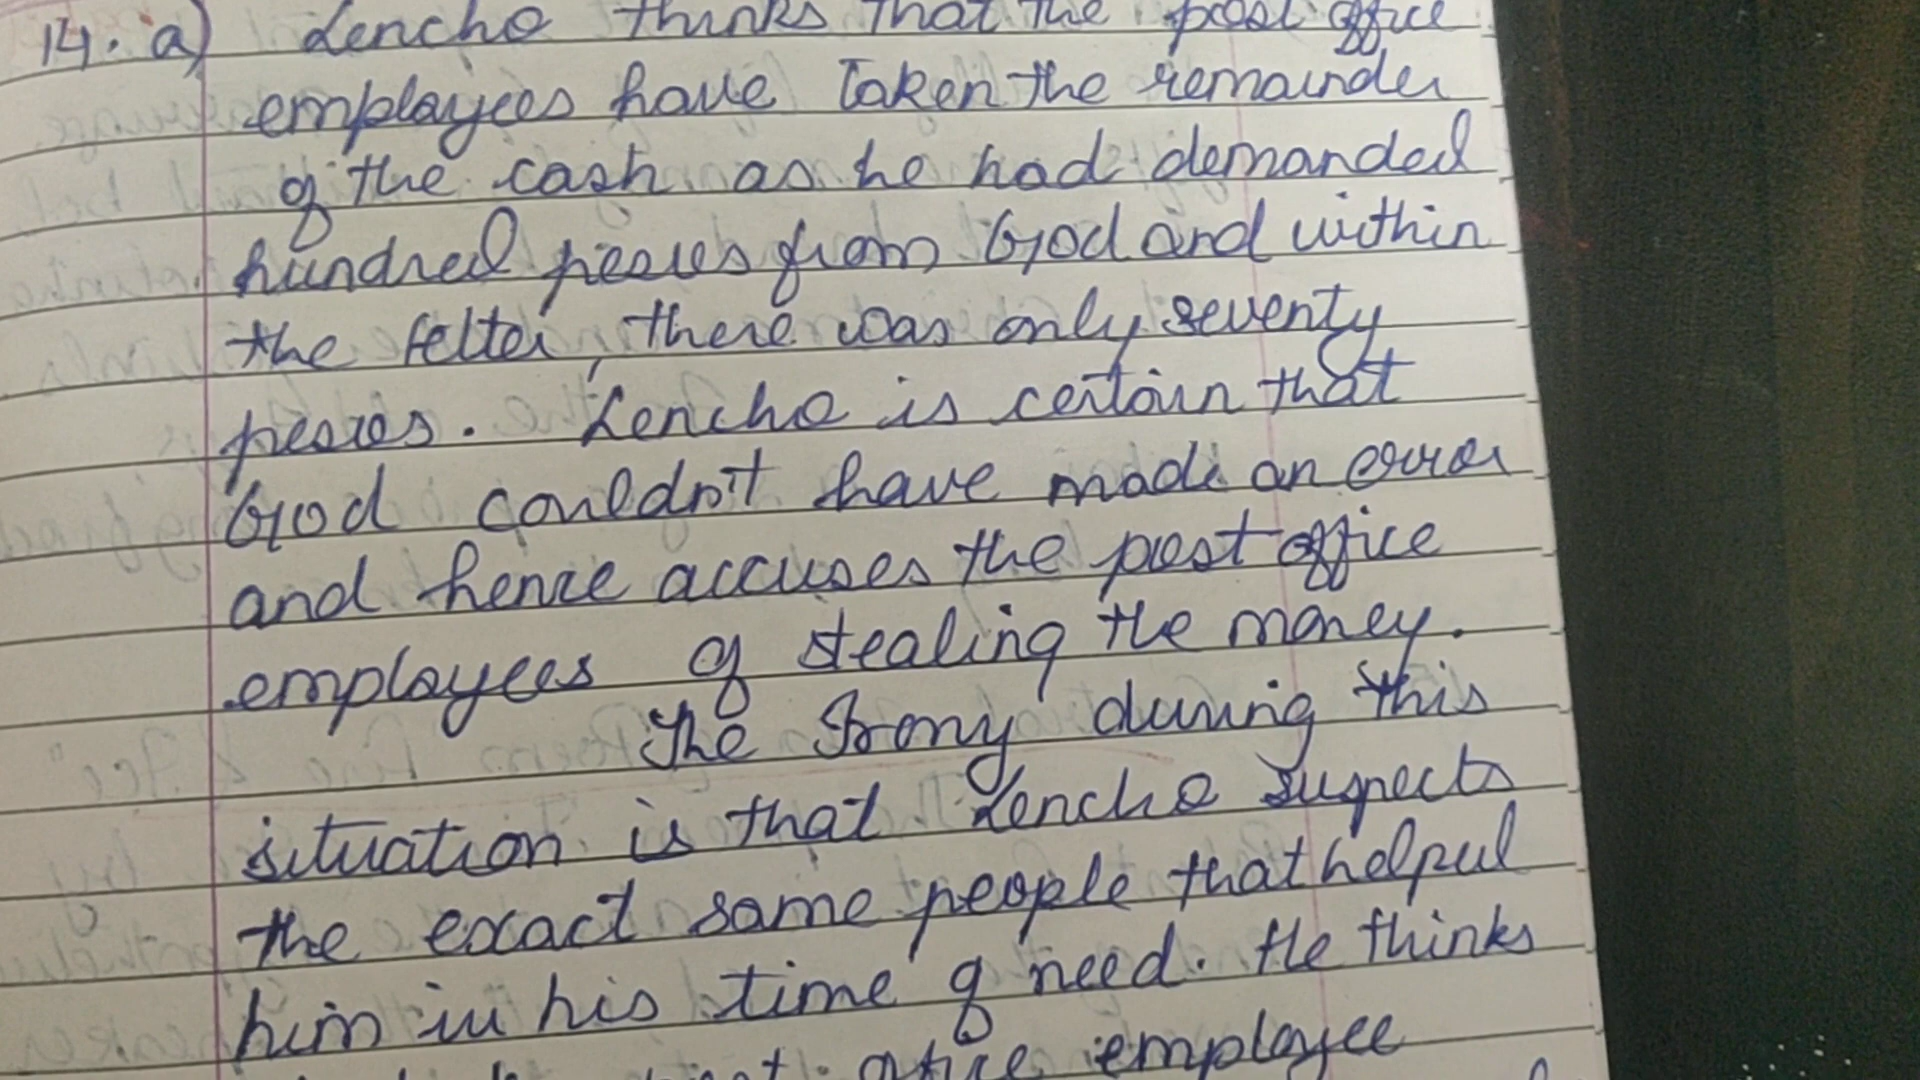 14. a) Lencho thinks that the post office
employees have taken the remainder
of the cash as he had demanded
hundred pesos from God and within
the letter, there was only seventy
pesos. Lencho is certain that
God couldn't have made an error
and hence accuses the post office
employees of stealing the money.
The Irony during this
situation is that Lencho suspects
the exact same people that helped
him in his time of need. He thinks
office employee